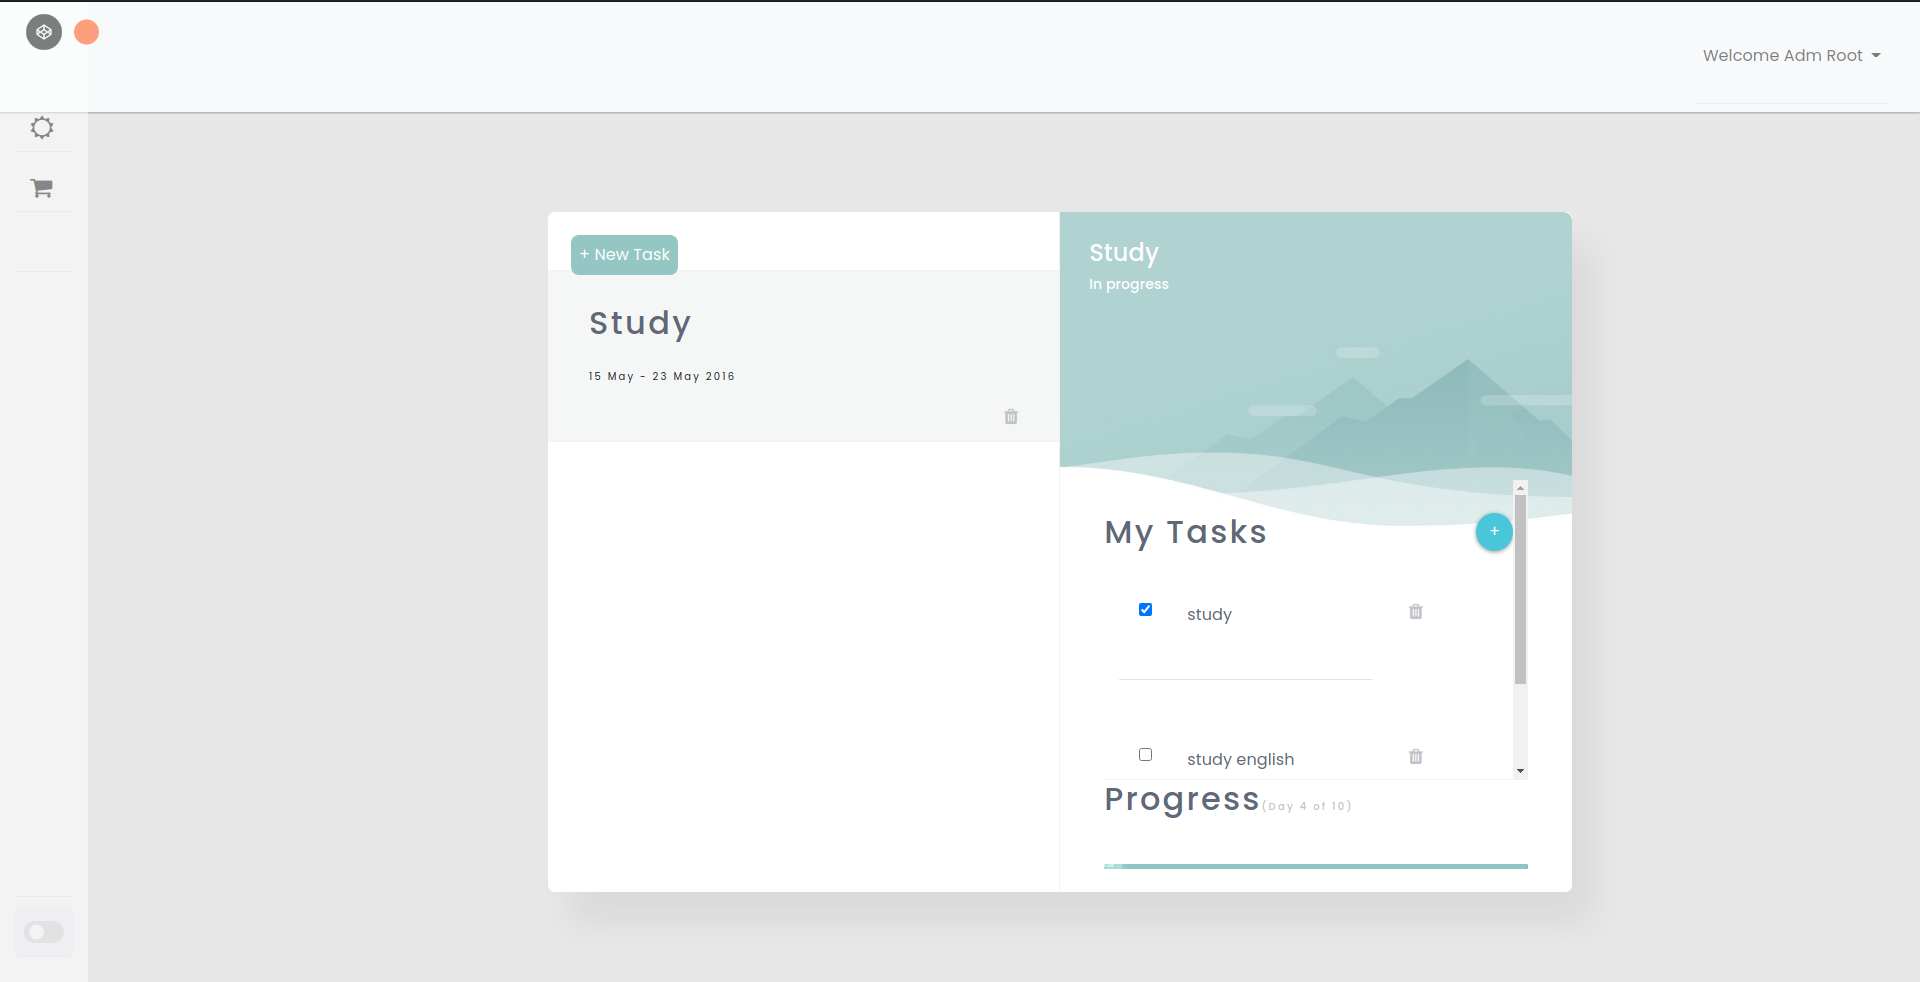 Welcome Adm Root
+ New Task
Study
15 May - 23 May 2016
Study
In progress
My Tasks
+
study
study english
Progress(Day 4 of 10)